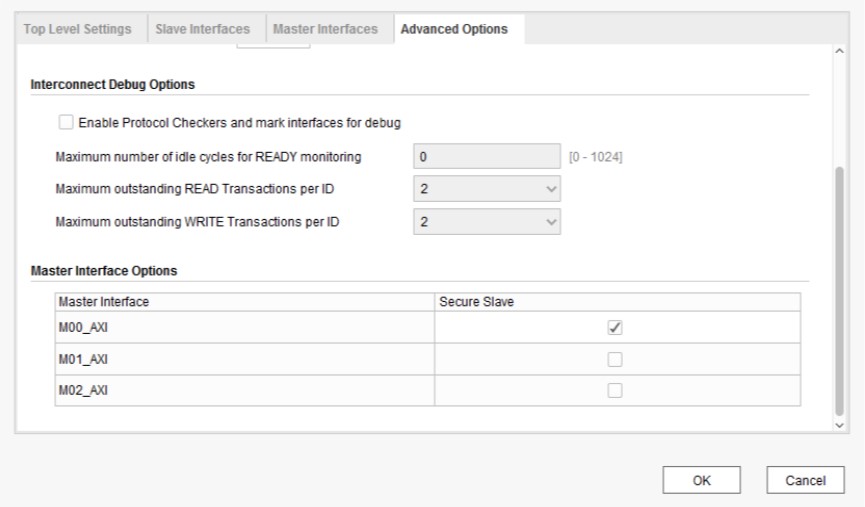 Top Level Settings Slave Interfaces Master Interfaces Advanced Options
Interconnect Debug Options
Enable Protocol Checkers and mark interfaces for debug
Maximum number of idle cycles for READY monitoring 0 [0 - 1024]
Maximum outstanding READ Transactions per ID 2
Maximum outstanding WRITE Transactions per ID 2
Master Interface Options
Master Interface Secure Slave
M00_AXI
M01_AXI
M02_AXI
OK Cancel